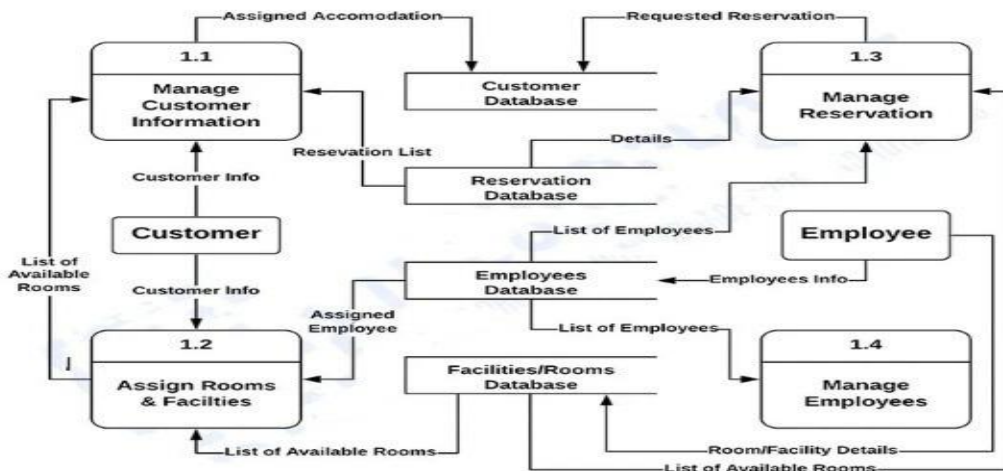 Assigned Accomodation
Requested Reservation
1.1
Manage
Customer
Information
Customer
Database
1.3
Manage
Reservation
Details
Resevation List
Reservation
Database
Customer Info
List of Employees
Customer
Employee
List of
Available
Rooms
Customer Info
Employees
Database
Employees Info
Assigned
Employee
List of Employees
1.2
Assign Rooms
& Facilties
Facilities/Rooms
Database
1.4
Manage
Employees
List of Available Rooms
Room/Facility Details
List of Available Rooms